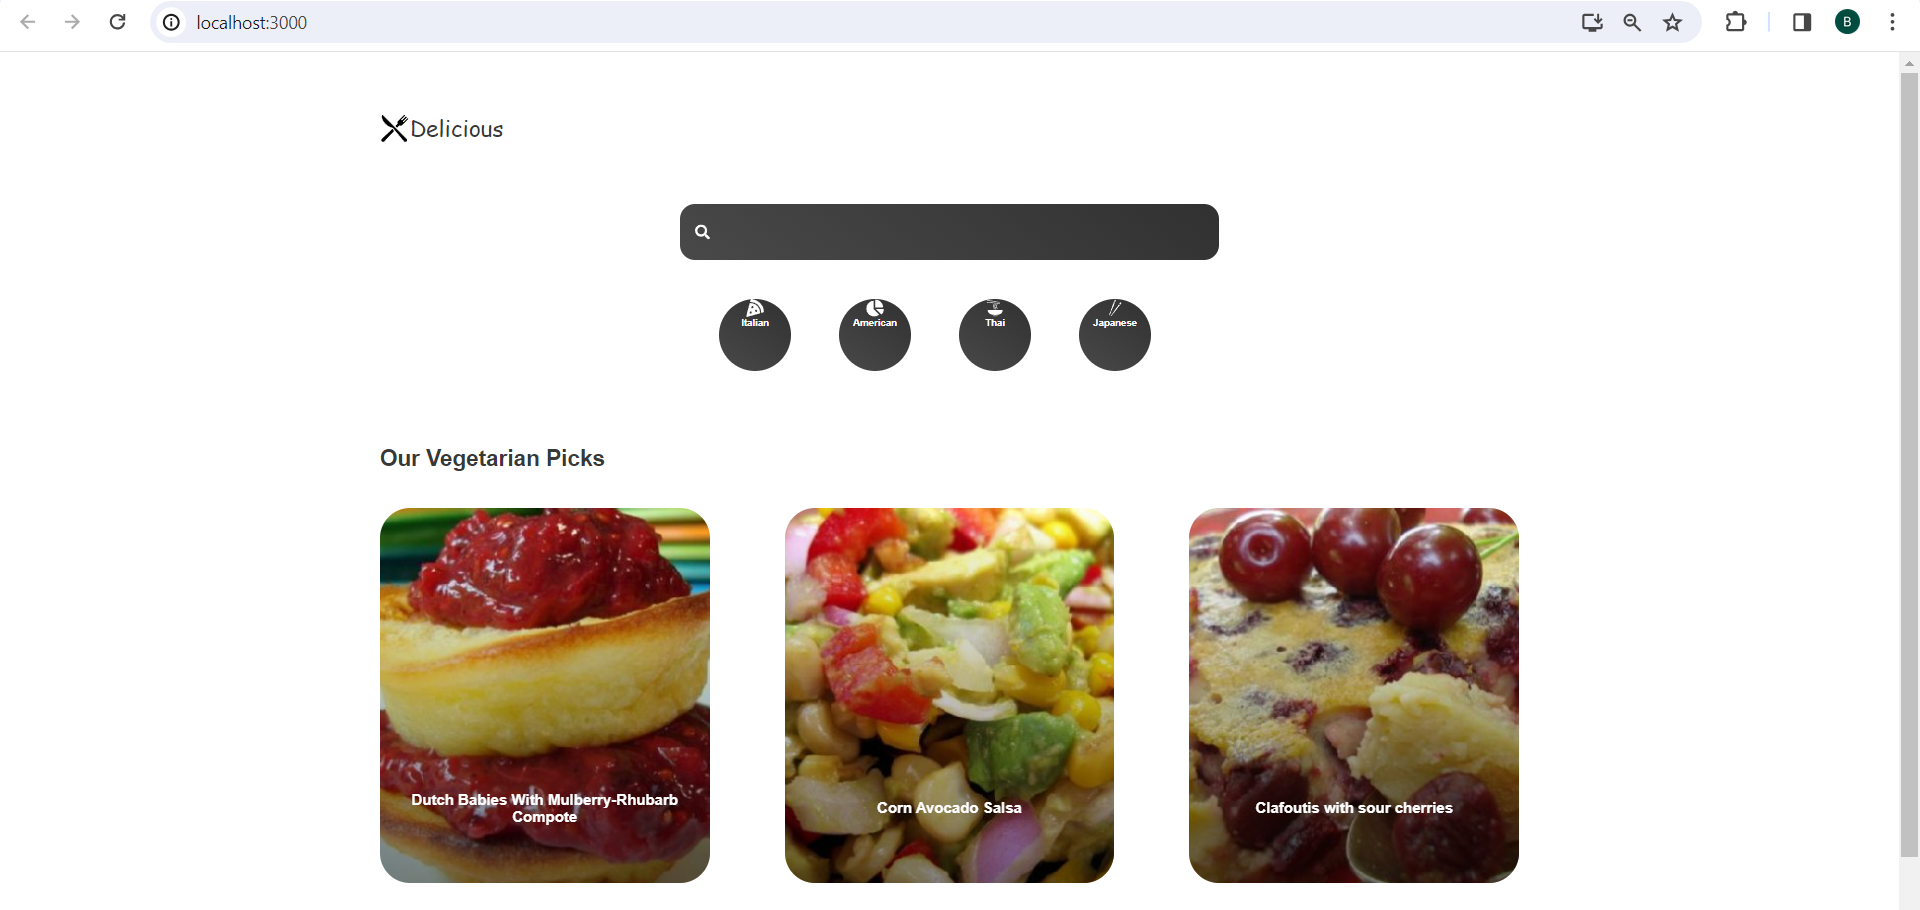 localhost:3000
B
Delicious
Italian
American
Thai
Japanese
Our Vegetarian Picks
Dutch Babies With Mulberry-Rhubarb
Compote
Corn Avocado Salsa
Clafoutis with sour cherries